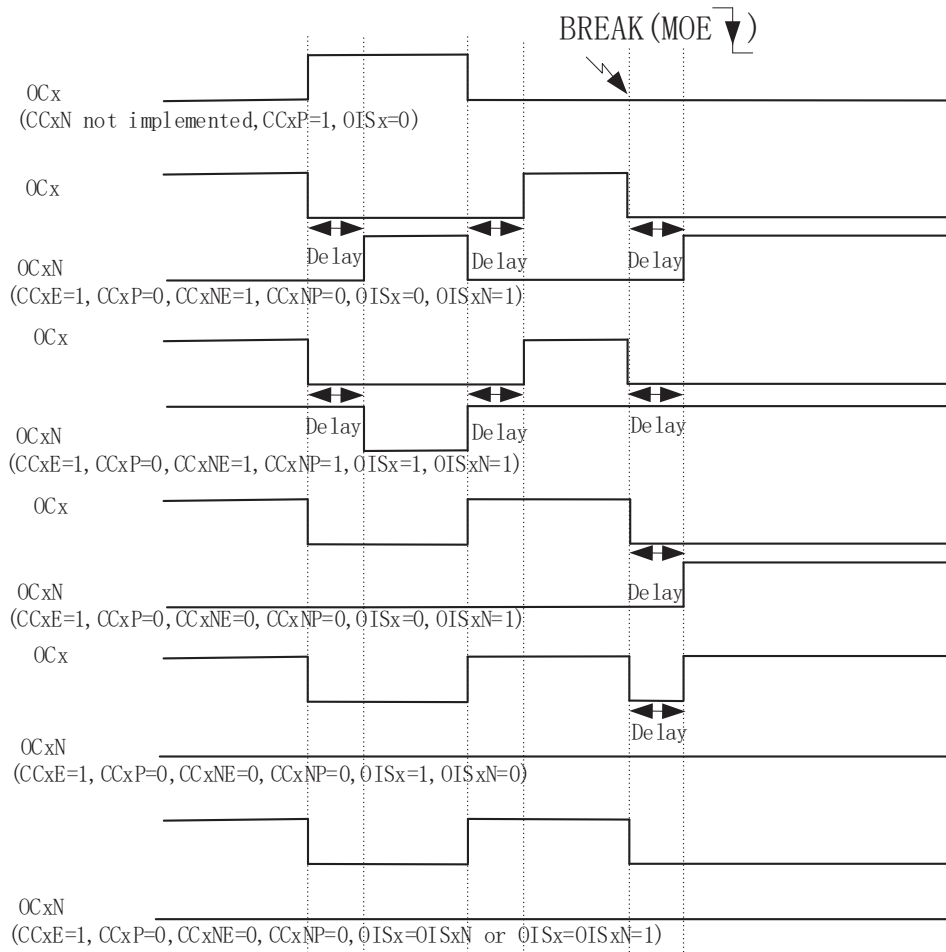 BREAK(MOE )
OCx
(CCxN not implemented,CCxP=1,OISx=0)
OCx
Delay
Delay
Delay
OCxN
(CCxE=1,CCxP=0,CCxNE=1,CCxNP=0,OISx=0,OISxN=1)
OCx
Delay
Delay
Delay
OCxN
(CCxE=1,CCxP=0,CCxNE=1,CCxNP=1,OISx=1,OISxN=1)
OCx
Delay
OCxN
(CCxE=1,CCxP=0,CCxNE=0,CCxNP=0,OISx=0,OISxN=1)
OCx
Delay
OCxN
(CCxE=1,CCxP=0,CCxNE=0,CCxNP=0,OISx=1,OISxN=0)
OCxN
(CCxE=1,CCxP=0,CCxNE=0,CCxNP=0,OISx=OISxN or OISx=OISxN=1)